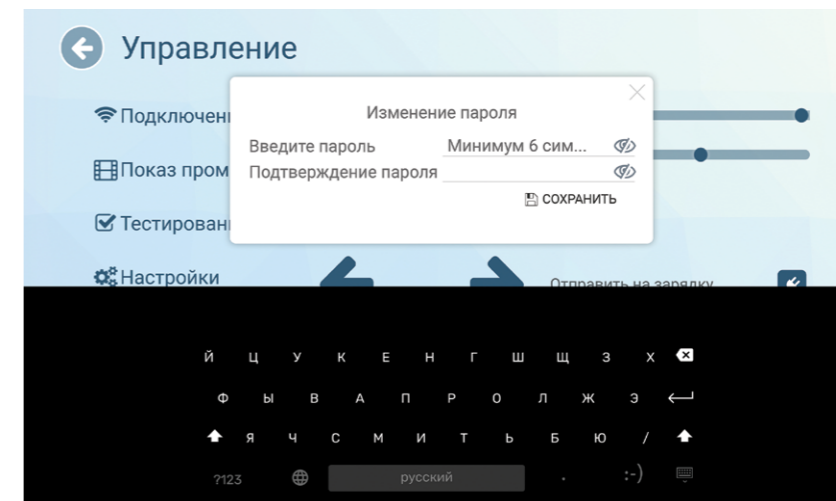 Управление
Изменение пароля
Подключени
Введите пароль Минимум 6 сим...
Показ пром
Подтверждение пароля
СОХРАНИТЬ
Тестировани
Настройки
Отправить на зарядку
Й Ц У К Е Н Г Ш Щ З Х
Ф Ы В А П Р О Л Ж Э
Я Ч С М И Т Ь Б Ю /
?123 русский . :-)